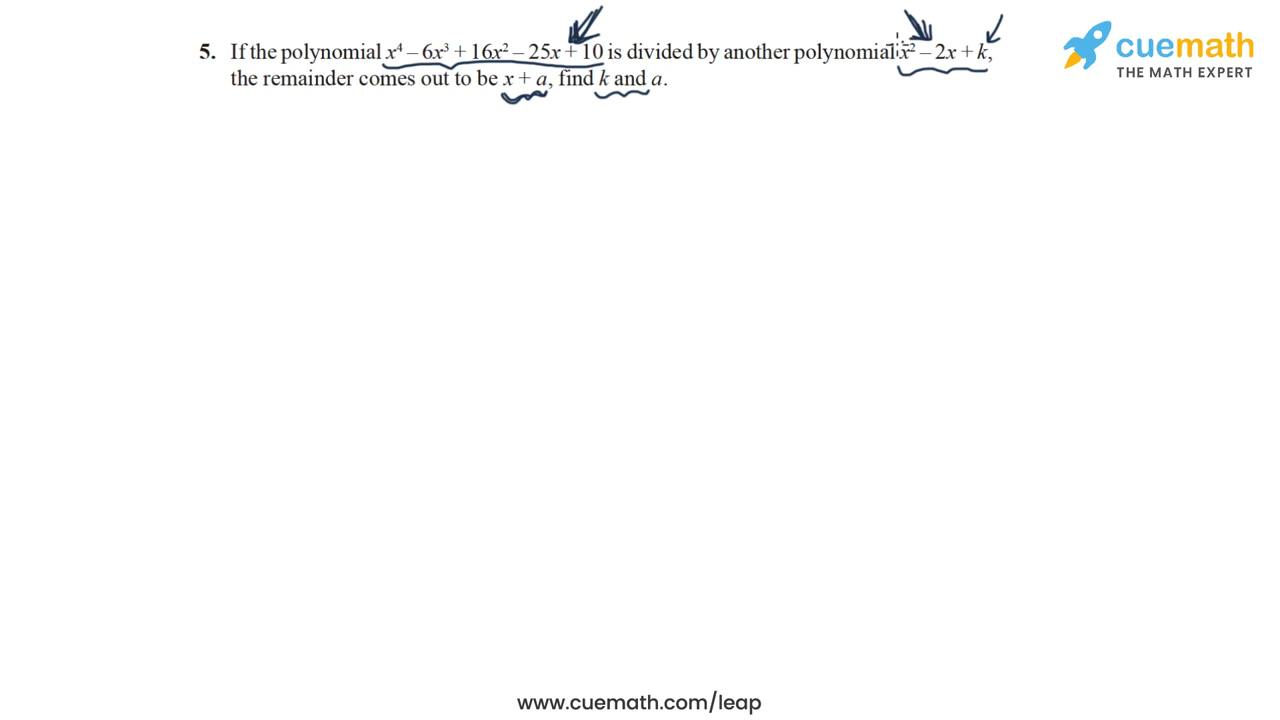 5. If the polynomial x⁴ – 6x³ + 16x² – 25x + 10 is divided by another polynomial x² – 2x + k,
the remainder comes out to be x + a, find k and a.
cuemath
THE MATH EXPERT
www.cuemath.com/leap